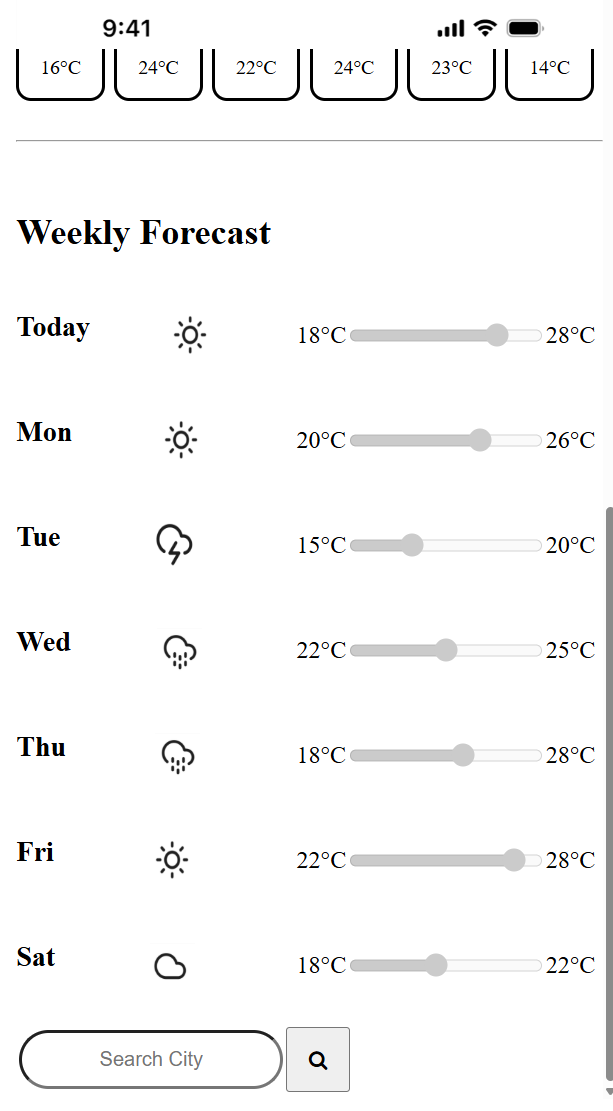 9:41
16°C 24°C 22°C 24°C 23°C 14°C
Weekly Forecast
Today 18°C 28°C
Mon 20°C 26°C
Tue 15°C 20°C
Wed 22°C 25°C
Thu 18°C 28°C
Fri 22°C 28°C
Sat 18°C 22°C
Search City